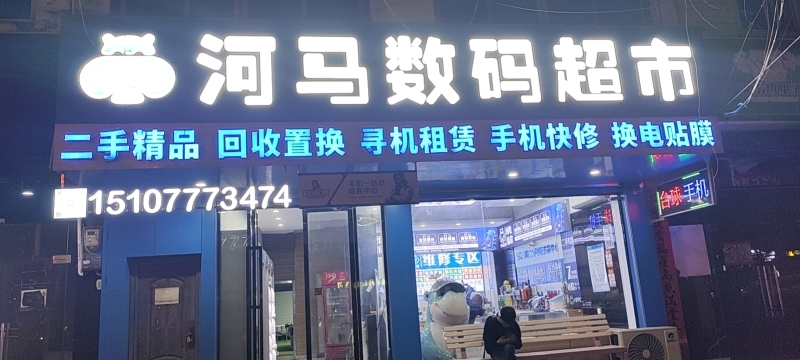 河马数码超市
二手精品 回收置换 寻机租赁 手机快修 换电贴膜
15107773474
台球 手机
维修专区